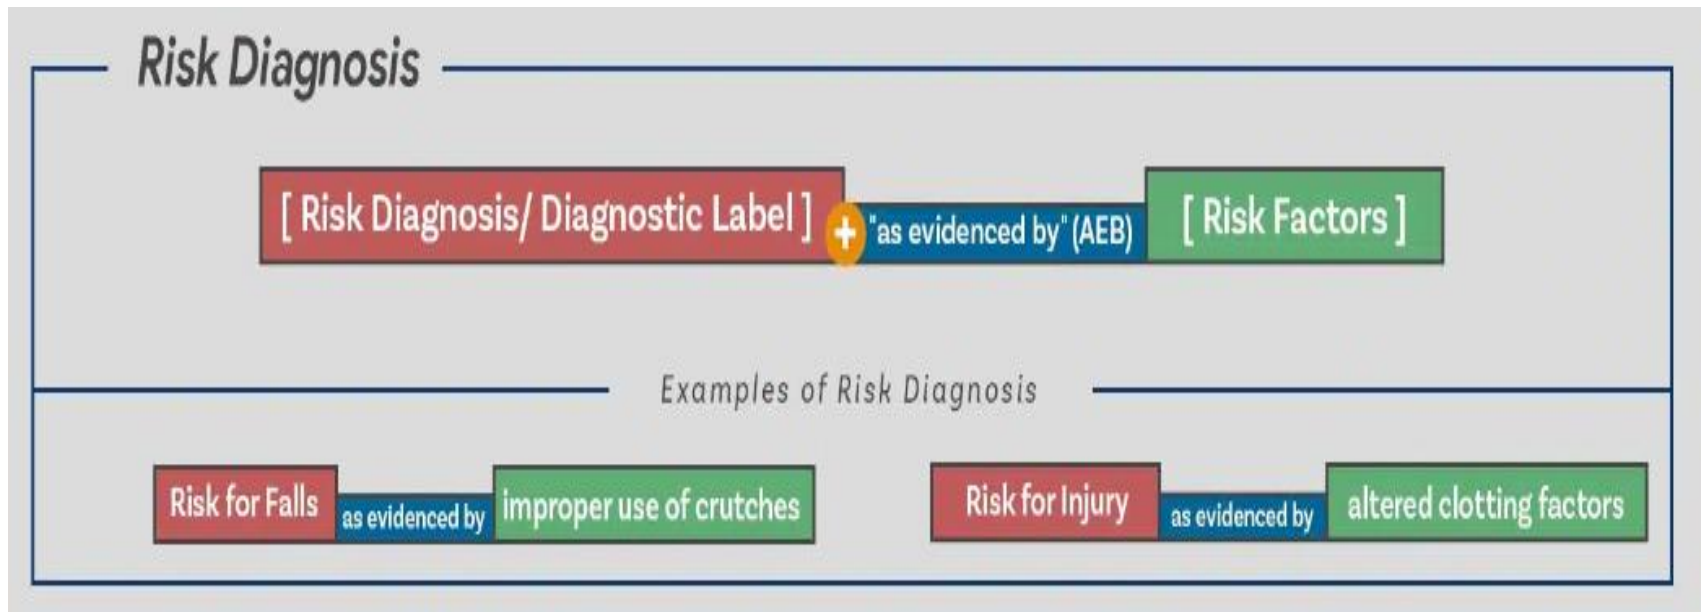 Risk Diagnosis
[ Risk Diagnosis/ Diagnostic Label ] + "as evidenced by" (AEB) [ Risk Factors ]
Examples of Risk Diagnosis
Risk for Falls as evidenced by improper use of crutches
Risk for Injury as evidenced by altered clotting factors